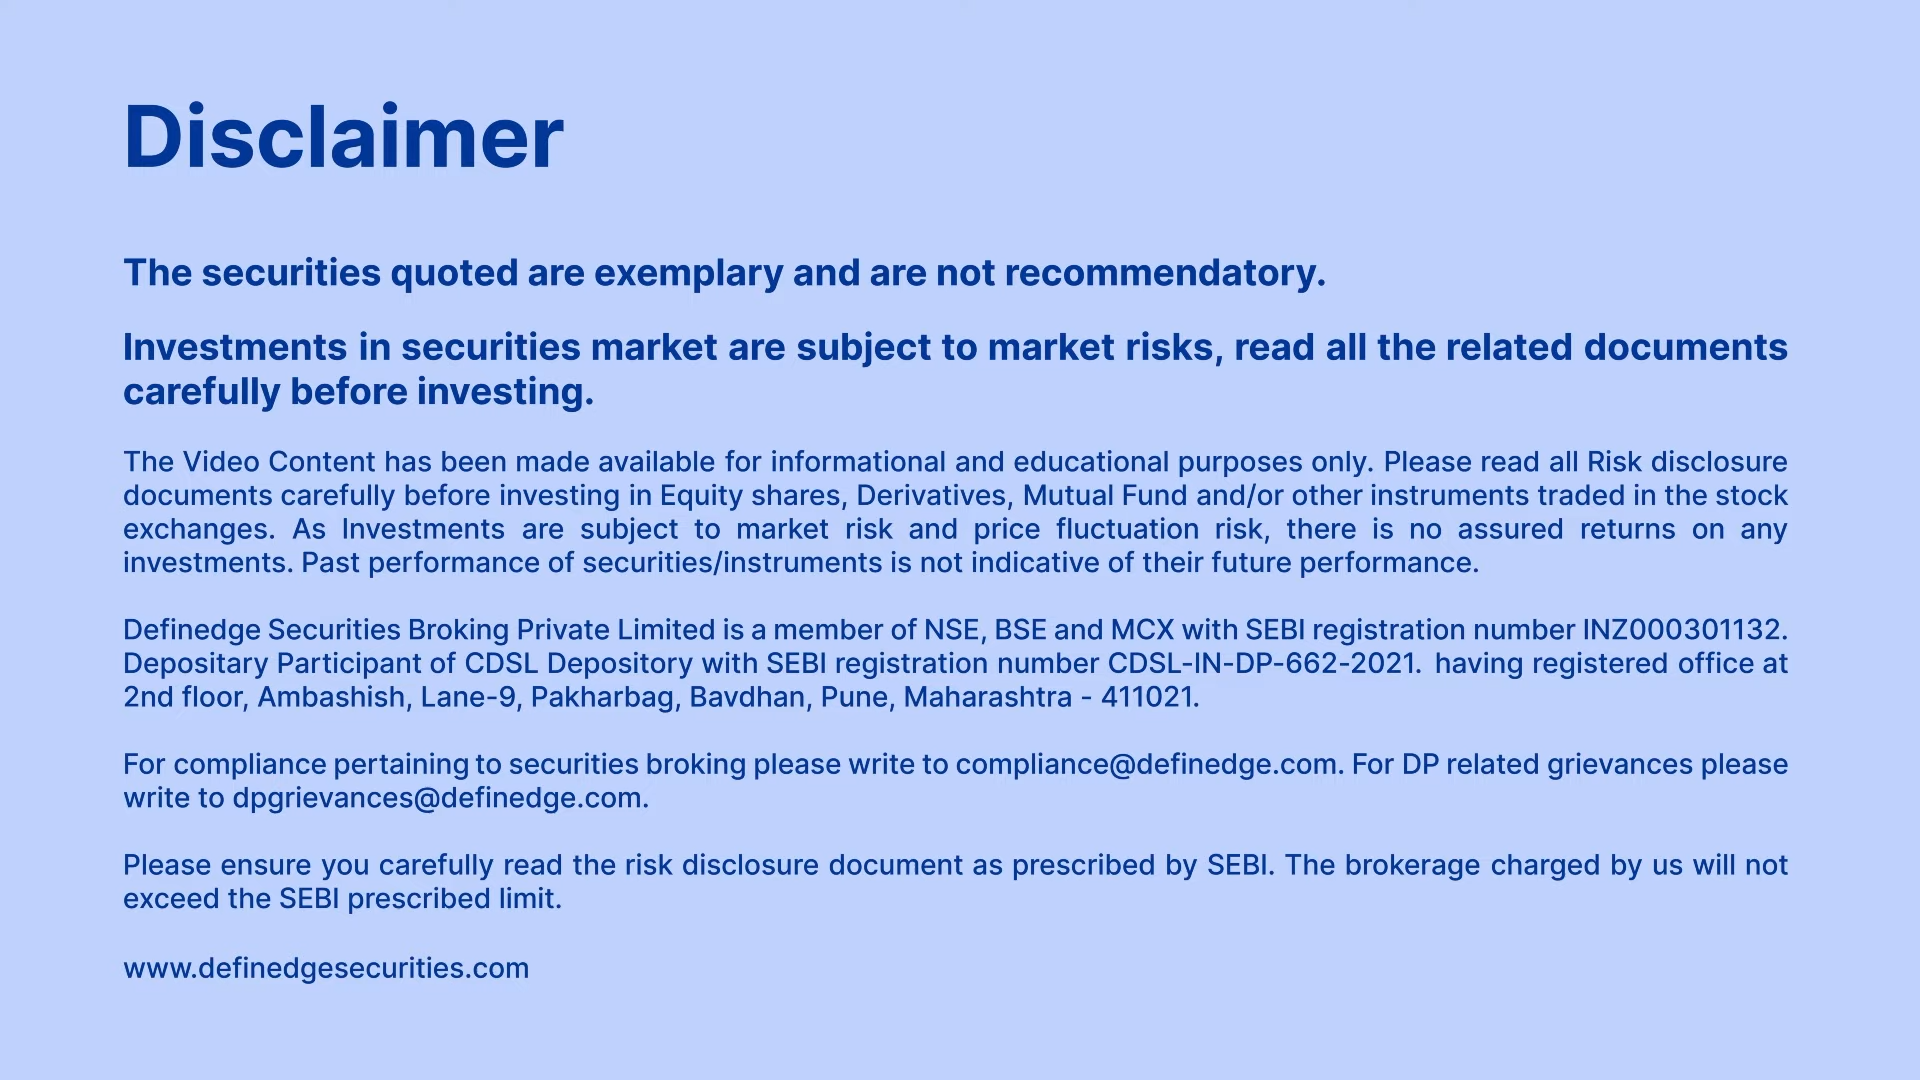 Disclaimer
The securities quoted are exemplary and are not recommendatory.
Investments in securities market are subject to market risks, read all the related documents
carefully before investing.
The Video Content has been made available for informational and educational purposes only. Please read all Risk disclosure
documents carefully before investing in Equity shares, Derivatives, Mutual Fund and/or other instruments traded in the stock
exchanges. As Investments are subject to market risk and price fluctuation risk, there is no assured returns on any
investments. Past performance of securities/instruments is not indicative of their future performance.
Definedge Securities Broking Private Limited is a member of NSE, BSE and MCX with SEBI registration number INZ000301132.
Depositary Participant of CDSL Depository with SEBI registration number CDSL-IN-DP-662-2021. having registered office at
2nd floor, Ambashish, Lane-9, Pakharbag, Bavdhan, Pune, Maharashtra - 411021.
For compliance pertaining to securities broking please write to compliance@definedge.com. For DP related grievances please
write to dpgrievances@definedge.com.
Please ensure you carefully read the risk disclosure document as prescribed by SEBI. The brokerage charged by us will not
exceed the SEBI prescribed limit.
www.definedgesecurities.com